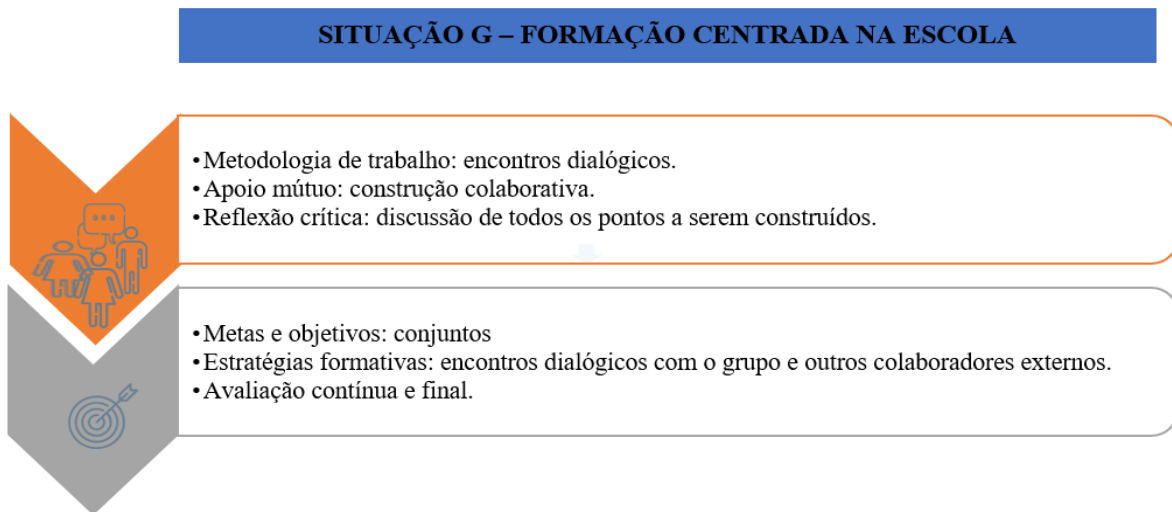 SITUAÇÃO G – FORMAÇÃO CENTRADA NA ESCOLA
•Metodologia de trabalho: encontros dialógicos.
•Apoio mútuo: construção colaborativa.
•Reflexão crítica: discussão de todos os pontos a serem construídos.
•Metas e objetivos: conjuntos
•Estratégias formativas: encontros dialógicos com o grupo e outros colaboradores externos.
•Avaliação contínua e final.